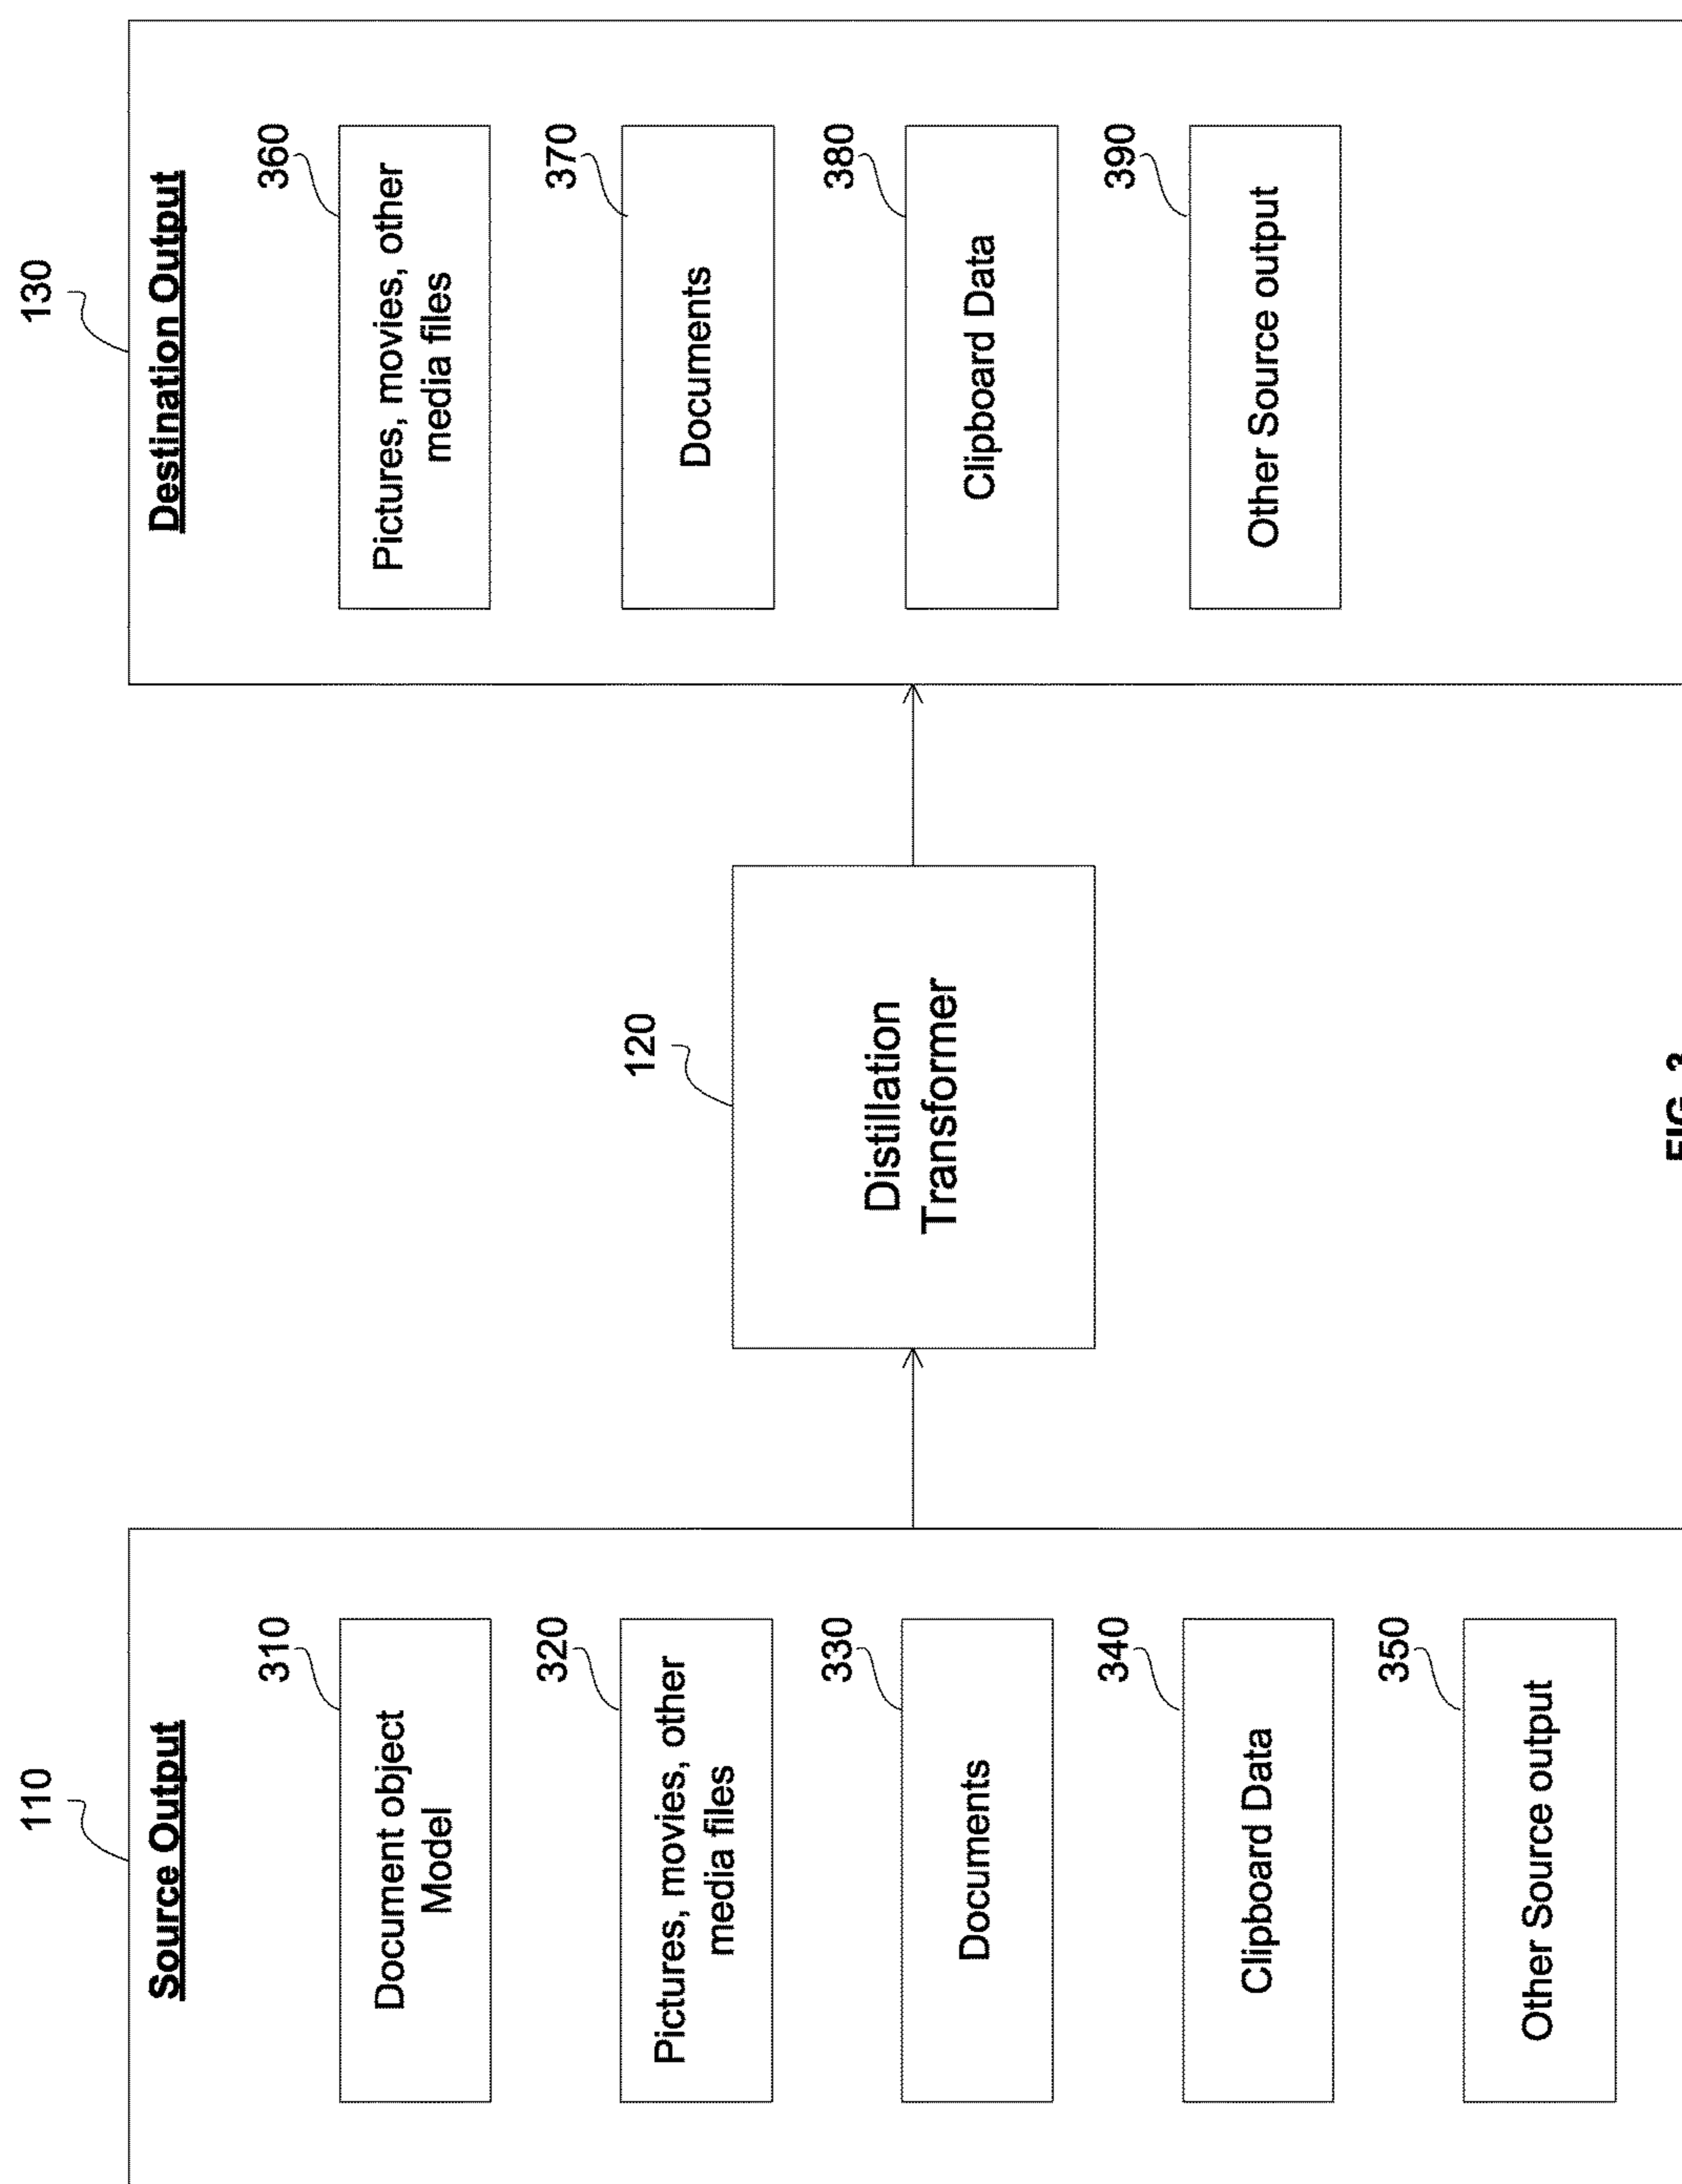 110
Source Output
310
Document object
Model
320
Pictures, movies, other
media files
330
Documents
340
Clipboard Data
350
Other Source output
120
Distillation
Transformer
130
Destination Output
360
Pictures, movies, other
media files
370
Documents
380
Clipboard Data
390
Other Source output
FIG. 3